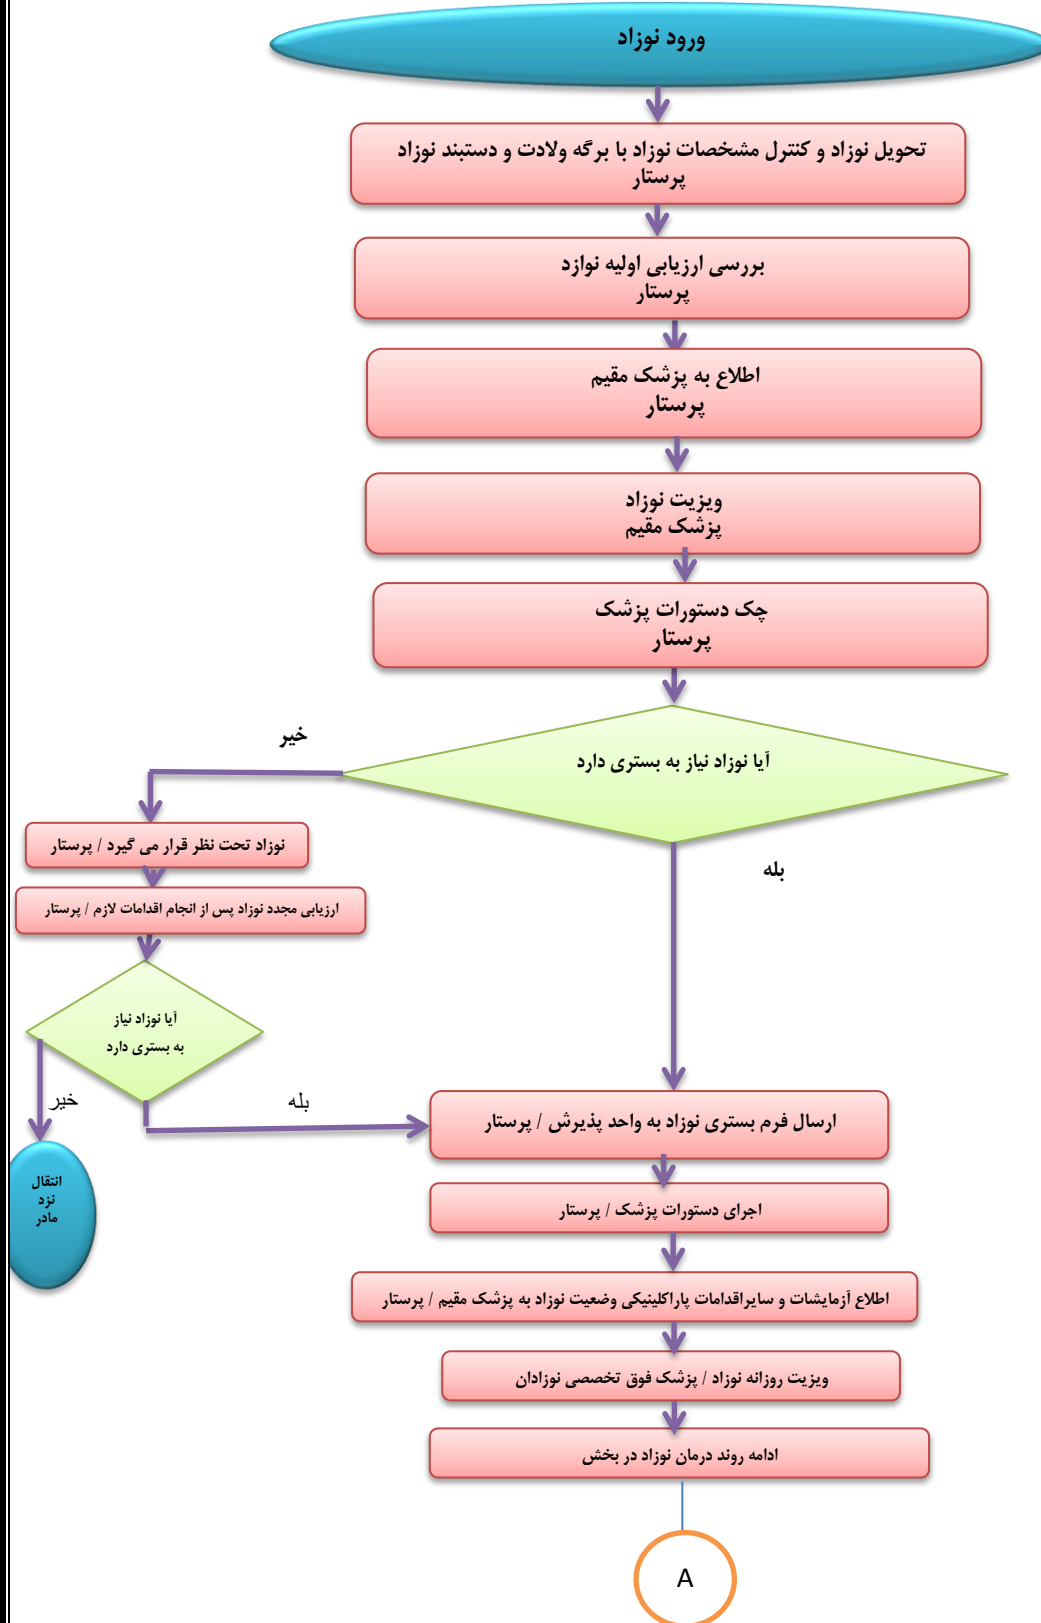 ورود نوزاد
تحویل نوزاد و کنترل مشخصات نوزاد با برگه ولادت و دستبند نوزاد
پرستار
بررسی ارزیابی اولیه نوازد
پرستار
اطلاع به پزشک مقیم
پرستار
ویزیت نوزاد
پزشک مقیم
چک دستورات پزشک
پرستار
آیا نوزاد نیاز به بستری دارد
خیر
بله
نوزاد تحت نظر قرار می گیرد / پرستار
ارزیابی مجدد نوزاد پس از انجام اقدامات لازم / پرستار
آیا نوزاد نیاز
به بستری دارد
خیر
بله
انتقال
نزد
مادر
ارسال فرم بستری نوزاد به واحد پذیرش / پرستار
اجرای دستورات پزشک / پرستار
اطلاع آزمایشات و سایراقدامات پاراکلینیکی وضعیت نوزاد به پزشک مقیم / پرستار
ویزیت روزانه نوزاد / پزشک فوق تخصصی نوزادان
ادامه روند درمان نوزاد در بخش
A